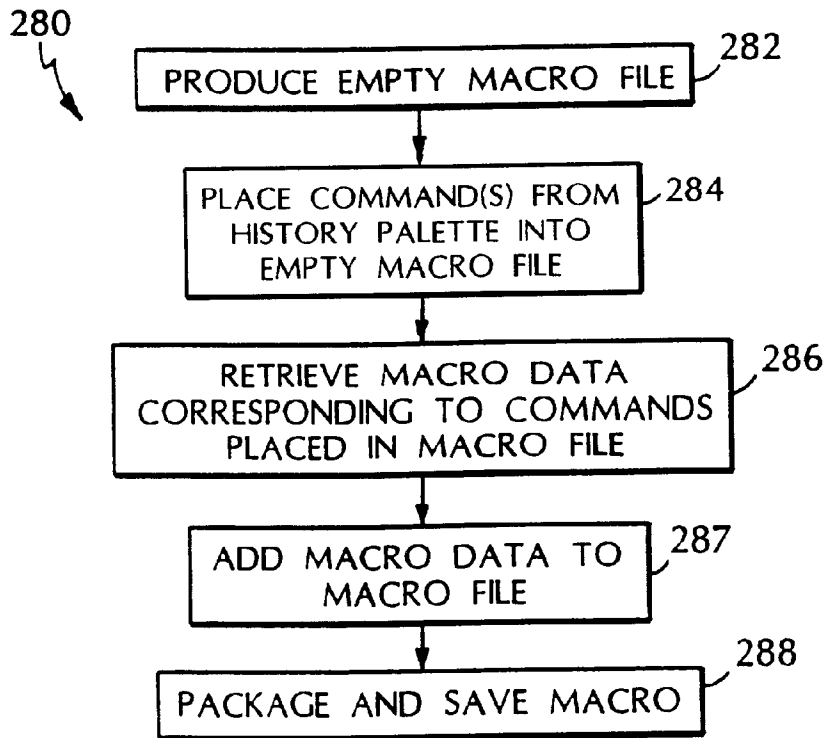 280
PRODUCE EMPTY MACRO FILE
282
PLACE COMMAND(S) FROM
HISTORY PALETTE INTO
EMPTY MACRO FILE
284
RETRIEVE MACRO DATA
CORRESPONDING TO COMMANDS
PLACED IN MACRO FILE
286
ADD MACRO DATA TO
MACRO FILE
287
PACKAGE AND SAVE MACRO
288